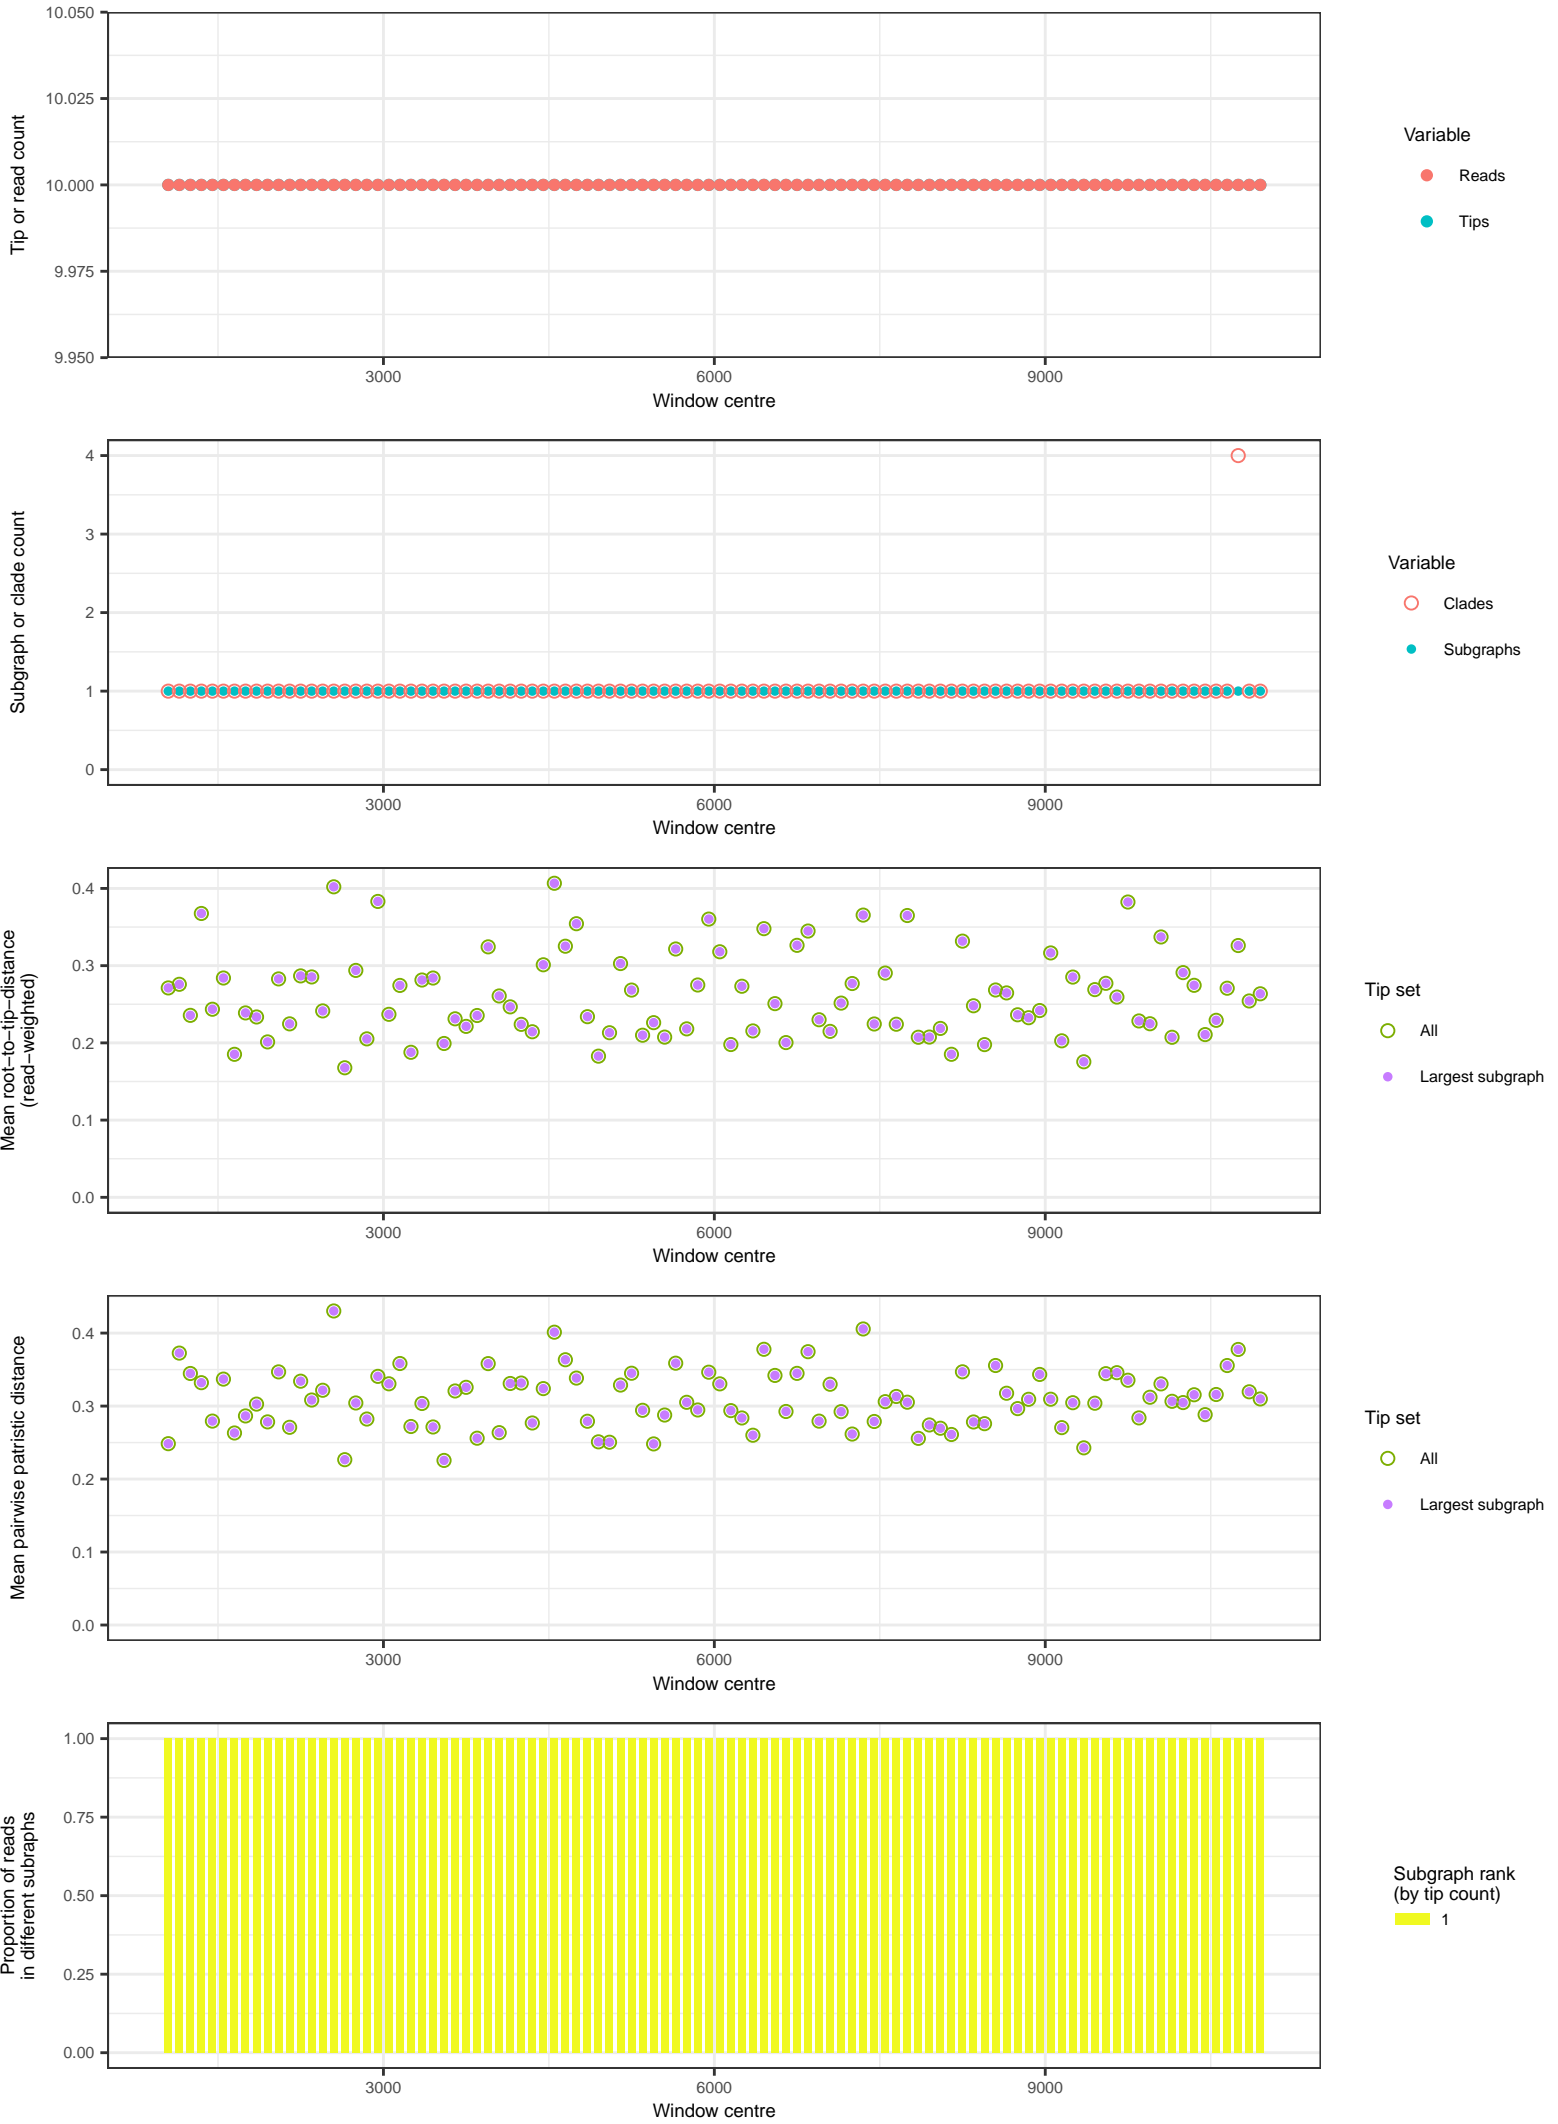 10.050
10.025
10.000
9.975
9.950
Tip or read count
3000 6000 9000
Window centre
Variable
Reads
Tips
4
3
2
1
0
Subgraph or clade count
3000 6000 9000
Window centre
Variable
Clades
Subgraphs
0.4
0.3
0.2
0.1
0.0
Mean root−to−tip−distance
(read−weighted)
3000 6000 9000
Window centre
Tip set
All
Largest subgraph
0.4
0.3
0.2
0.1
0.0
Mean pairwise patristic distance
3000 6000 9000
Window centre
Tip set
All
Largest subgraph
1.00
0.75
0.50
0.25
0.00
Proportion of reads
in different subraphs
3000 6000 9000
Window centre
Subgraph rank
(by tip count)
1